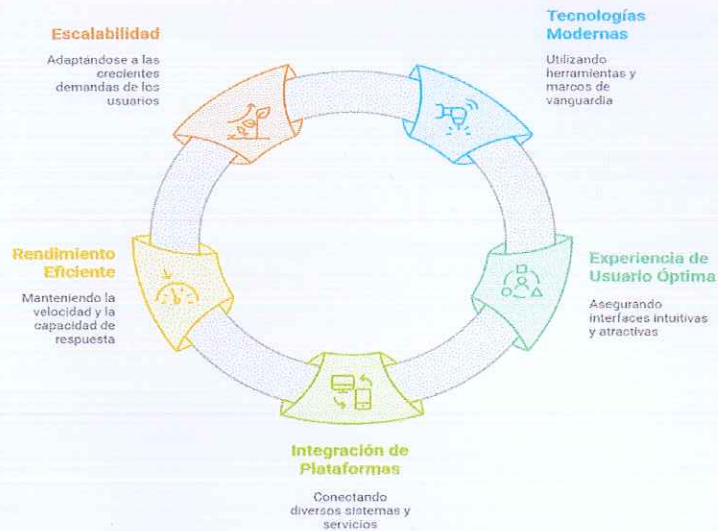 Escalabilidad
Adaptándose a las
crecientes
demandas de los
usuarios
Tecnologías
Modernas
Utilizando
herramientas y
marcos de
vanguardia
Rendimiento
Eficiente
Manteniendo la
velocidad y la
capacidad de
respuesta
Experiencia de
Usuario Óptima
Asegurando
interfaces intuitivas
y atractivas
Integración de
Plataformas
Conectando
diversos sistemas y
servicios